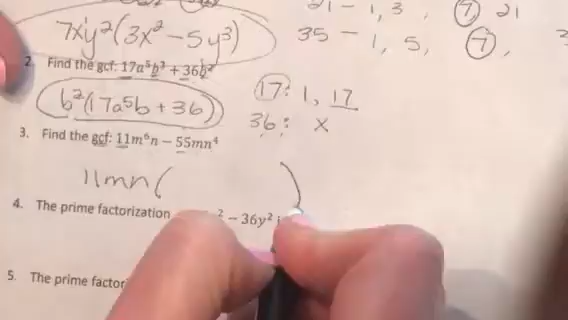 21 - 1, 3, 7, 21
7xy²(3x² - 5y³)
35 - 1, 5, 7,
2. Find the gcf: 17a⁵b³ + 36b²
b²(17a⁵b + 36)
17: 1, 17
36: x
3. Find the gcf: 11m⁶n − 55mn⁴
11mn( )
4. The prime factorization ² − 36y²
5. The prime factor